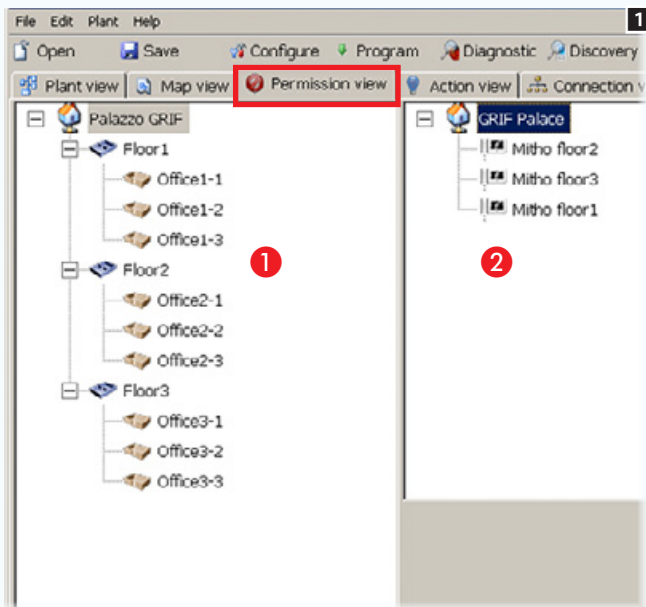 File Edit Plant Help
1
Open Save Configure Program Diagnostic Discovery
Plant view Map view Permission view Action view Connection
Palazzo GRIF
Floor1
Office1-1
Office1-2
Office1-3
Floor2
Office2-1
Office2-2
Office2-3
Floor3
Office3-1
Office3-2
Office3-3
1
GRIF Palace
Mitho floor2
Mitho floor3
Mitho floor1
2